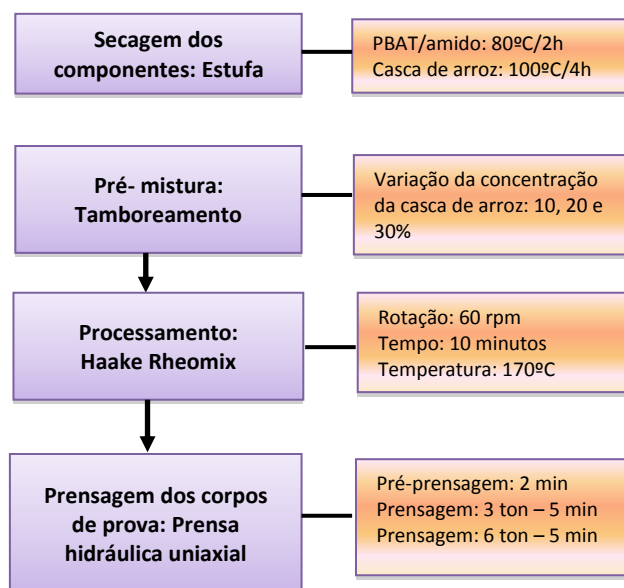 Secagem dos
componentes: Estufa
PBAT/amido: 80ºC/2h
Casca de arroz: 100ºC/4h
Pré- mistura:
Tamboreamento
Variação da concentração
da casca de arroz: 10, 20 e
30%
Processamento:
Haake Rheomix
Rotação: 60 rpm
Tempo: 10 minutos
Temperatura: 170ºC
Prensagem dos corpos
de prova: Prensa
hidráulica uniaxial
Pré-prensagem: 2 min
Prensagem: 3 ton – 5 min
Prensagem: 6 ton – 5 min